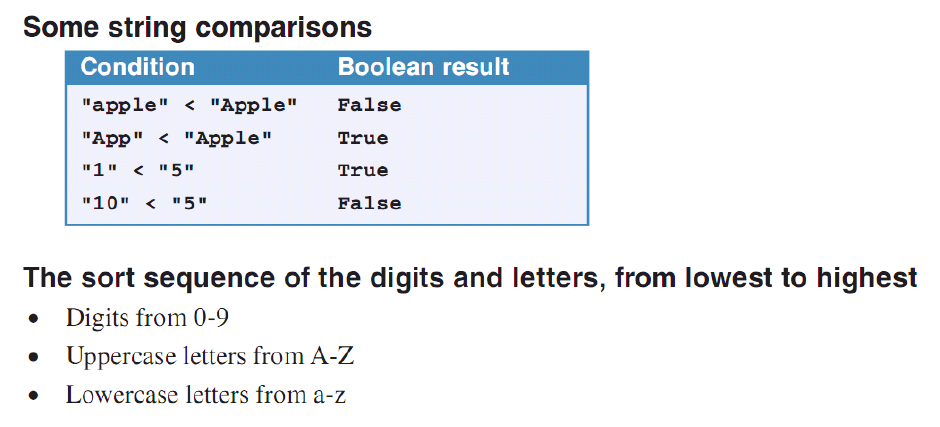 Some string comparisons
Condition Boolean result
"apple" < "Apple" False
"App" < "Apple" True
"1" < "5" True
"10" < "5" False
The sort sequence of the digits and letters, from lowest to highest
• Digits from 0-9
• Uppercase letters from A-Z
• Lowercase letters from a-z